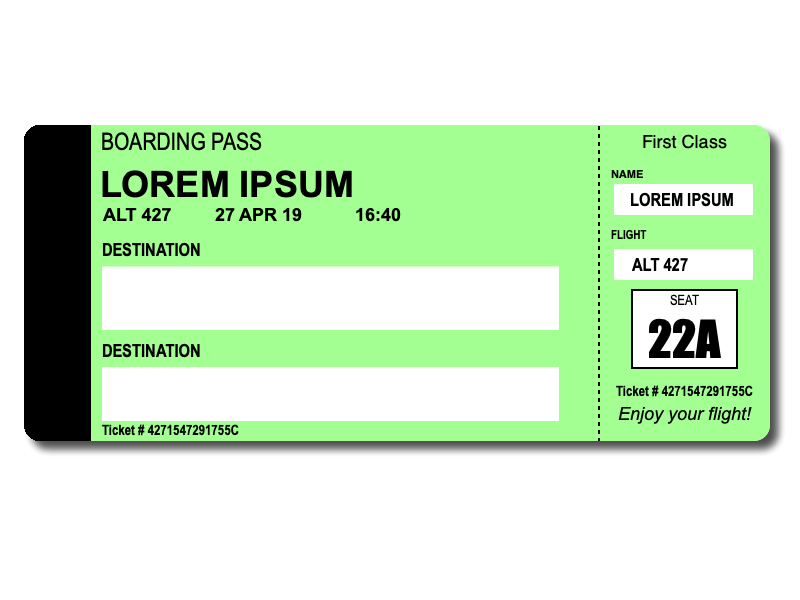 BOARDING PASS
LOREM IPSUM
ALT 427 27 APR 19 16:40
DESTINATION
DESTINATION
Ticket # 4271547291755C
First Class
NAME
LOREM IPSUM
FLIGHT
ALT 427
SEAT
22A
Ticket # 4271547291755C
Enjoy your flight!